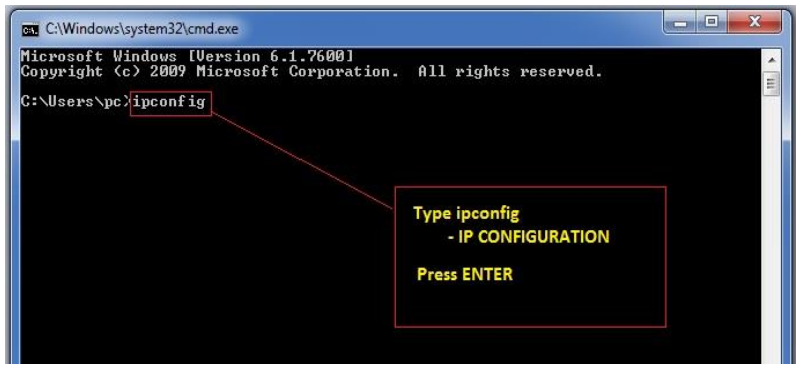 C:\Windows\system32\cmd.exe
Microsoft Windows [Version 6.1.7600]
Copyright (c) 2009 Microsoft Corporation.  All rights reserved.
C:\Users\pc>ipconfig
Type ipconfig
- IP CONFIGURATION
Press ENTER